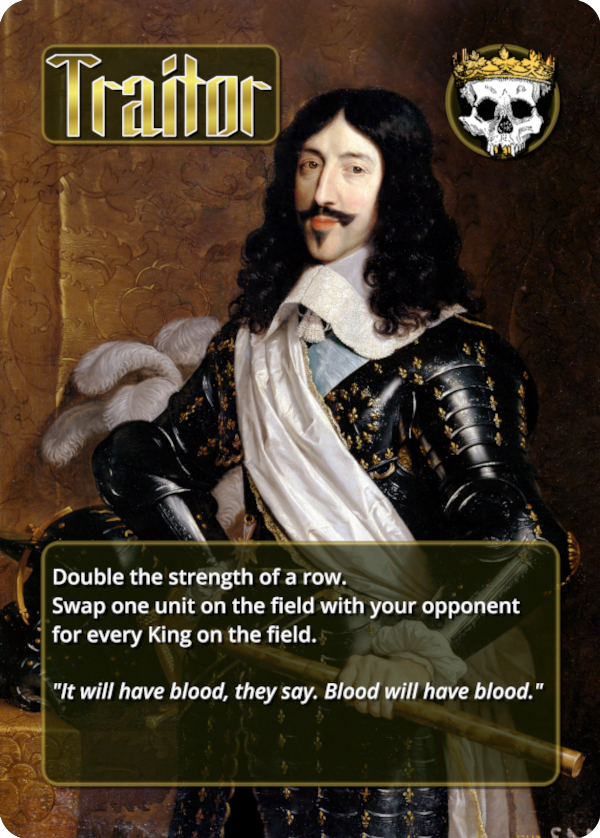 Traitor
Double the strength of a row.
Swap one unit on the field with your opponent
for every King on the field.
"It will have blood, they say. Blood will have blood."